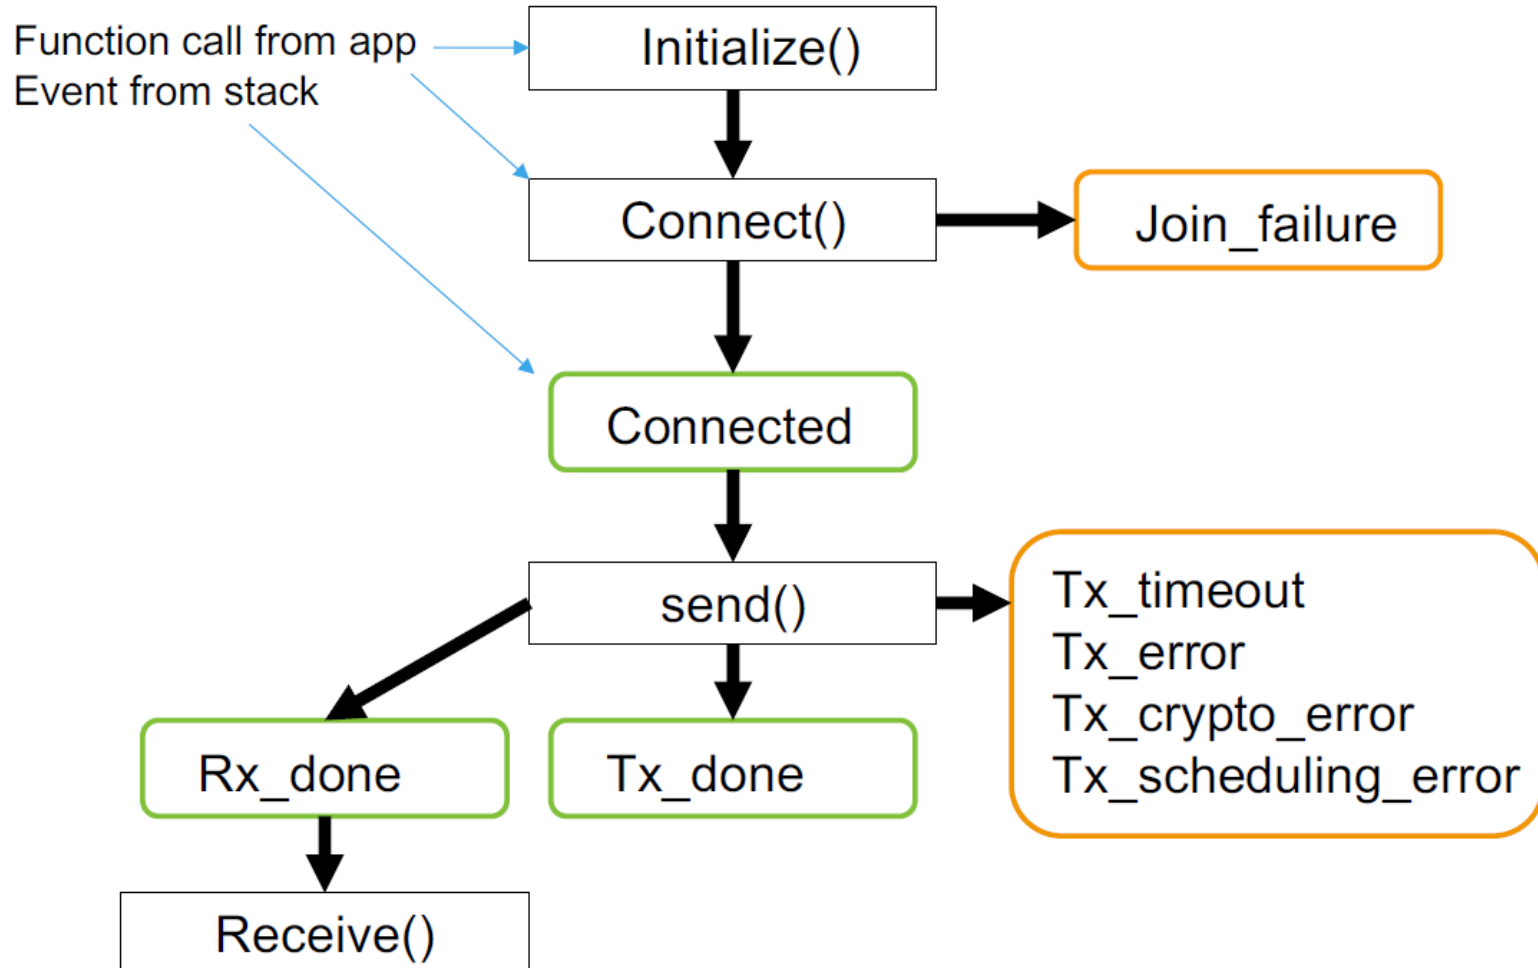 Function call from app
Event from stack
Initialize()
Connect()
Join_failure
Connected
send()
Tx_timeout
Tx_error
Tx_crypto_error
Tx_scheduling_error
Rx_done
Tx_done
Receive()